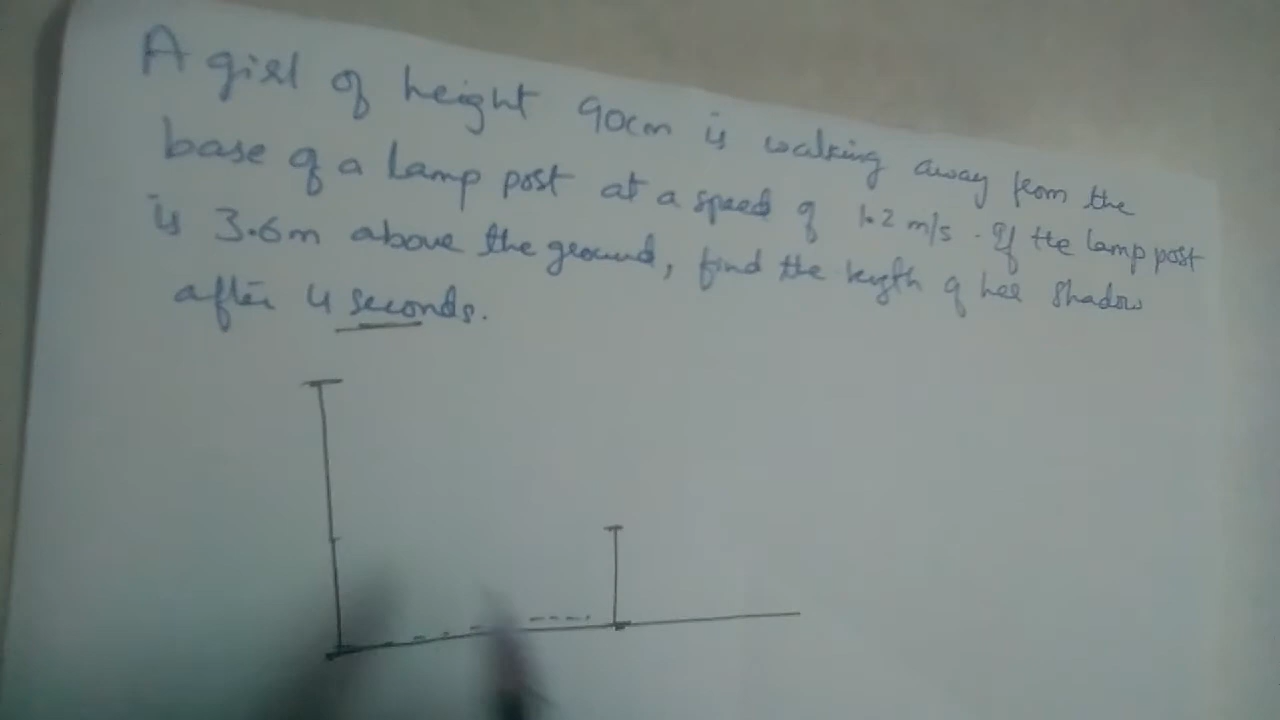 A girl of height 90cm is walking away from the
base of a lamp post at a speed of 1.2 m/s. If the lamp post
is 3.6m above the ground, find the length of her shadow
after 4 seconds.